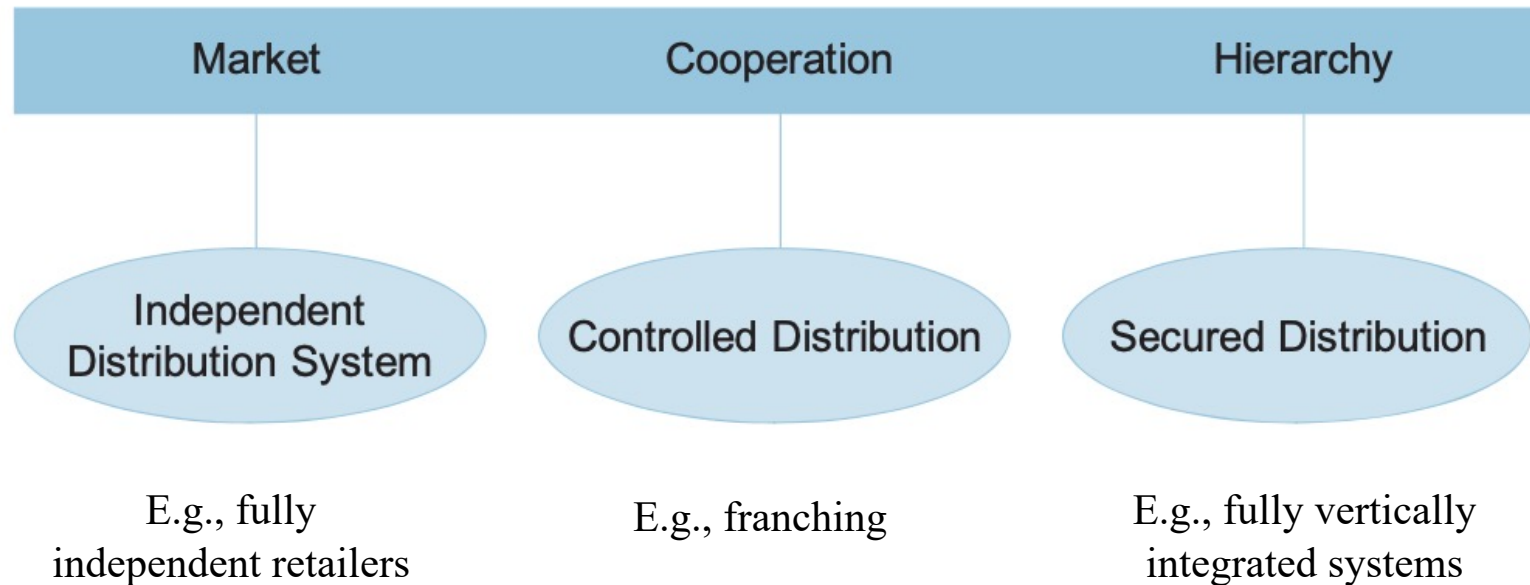 Market
Cooperation
Hierarchy
Independent
Distribution System
Controlled Distribution
Secured Distribution
E.g., fully
independent retailers
E.g., franching
E.g., fully vertically
integrated systems